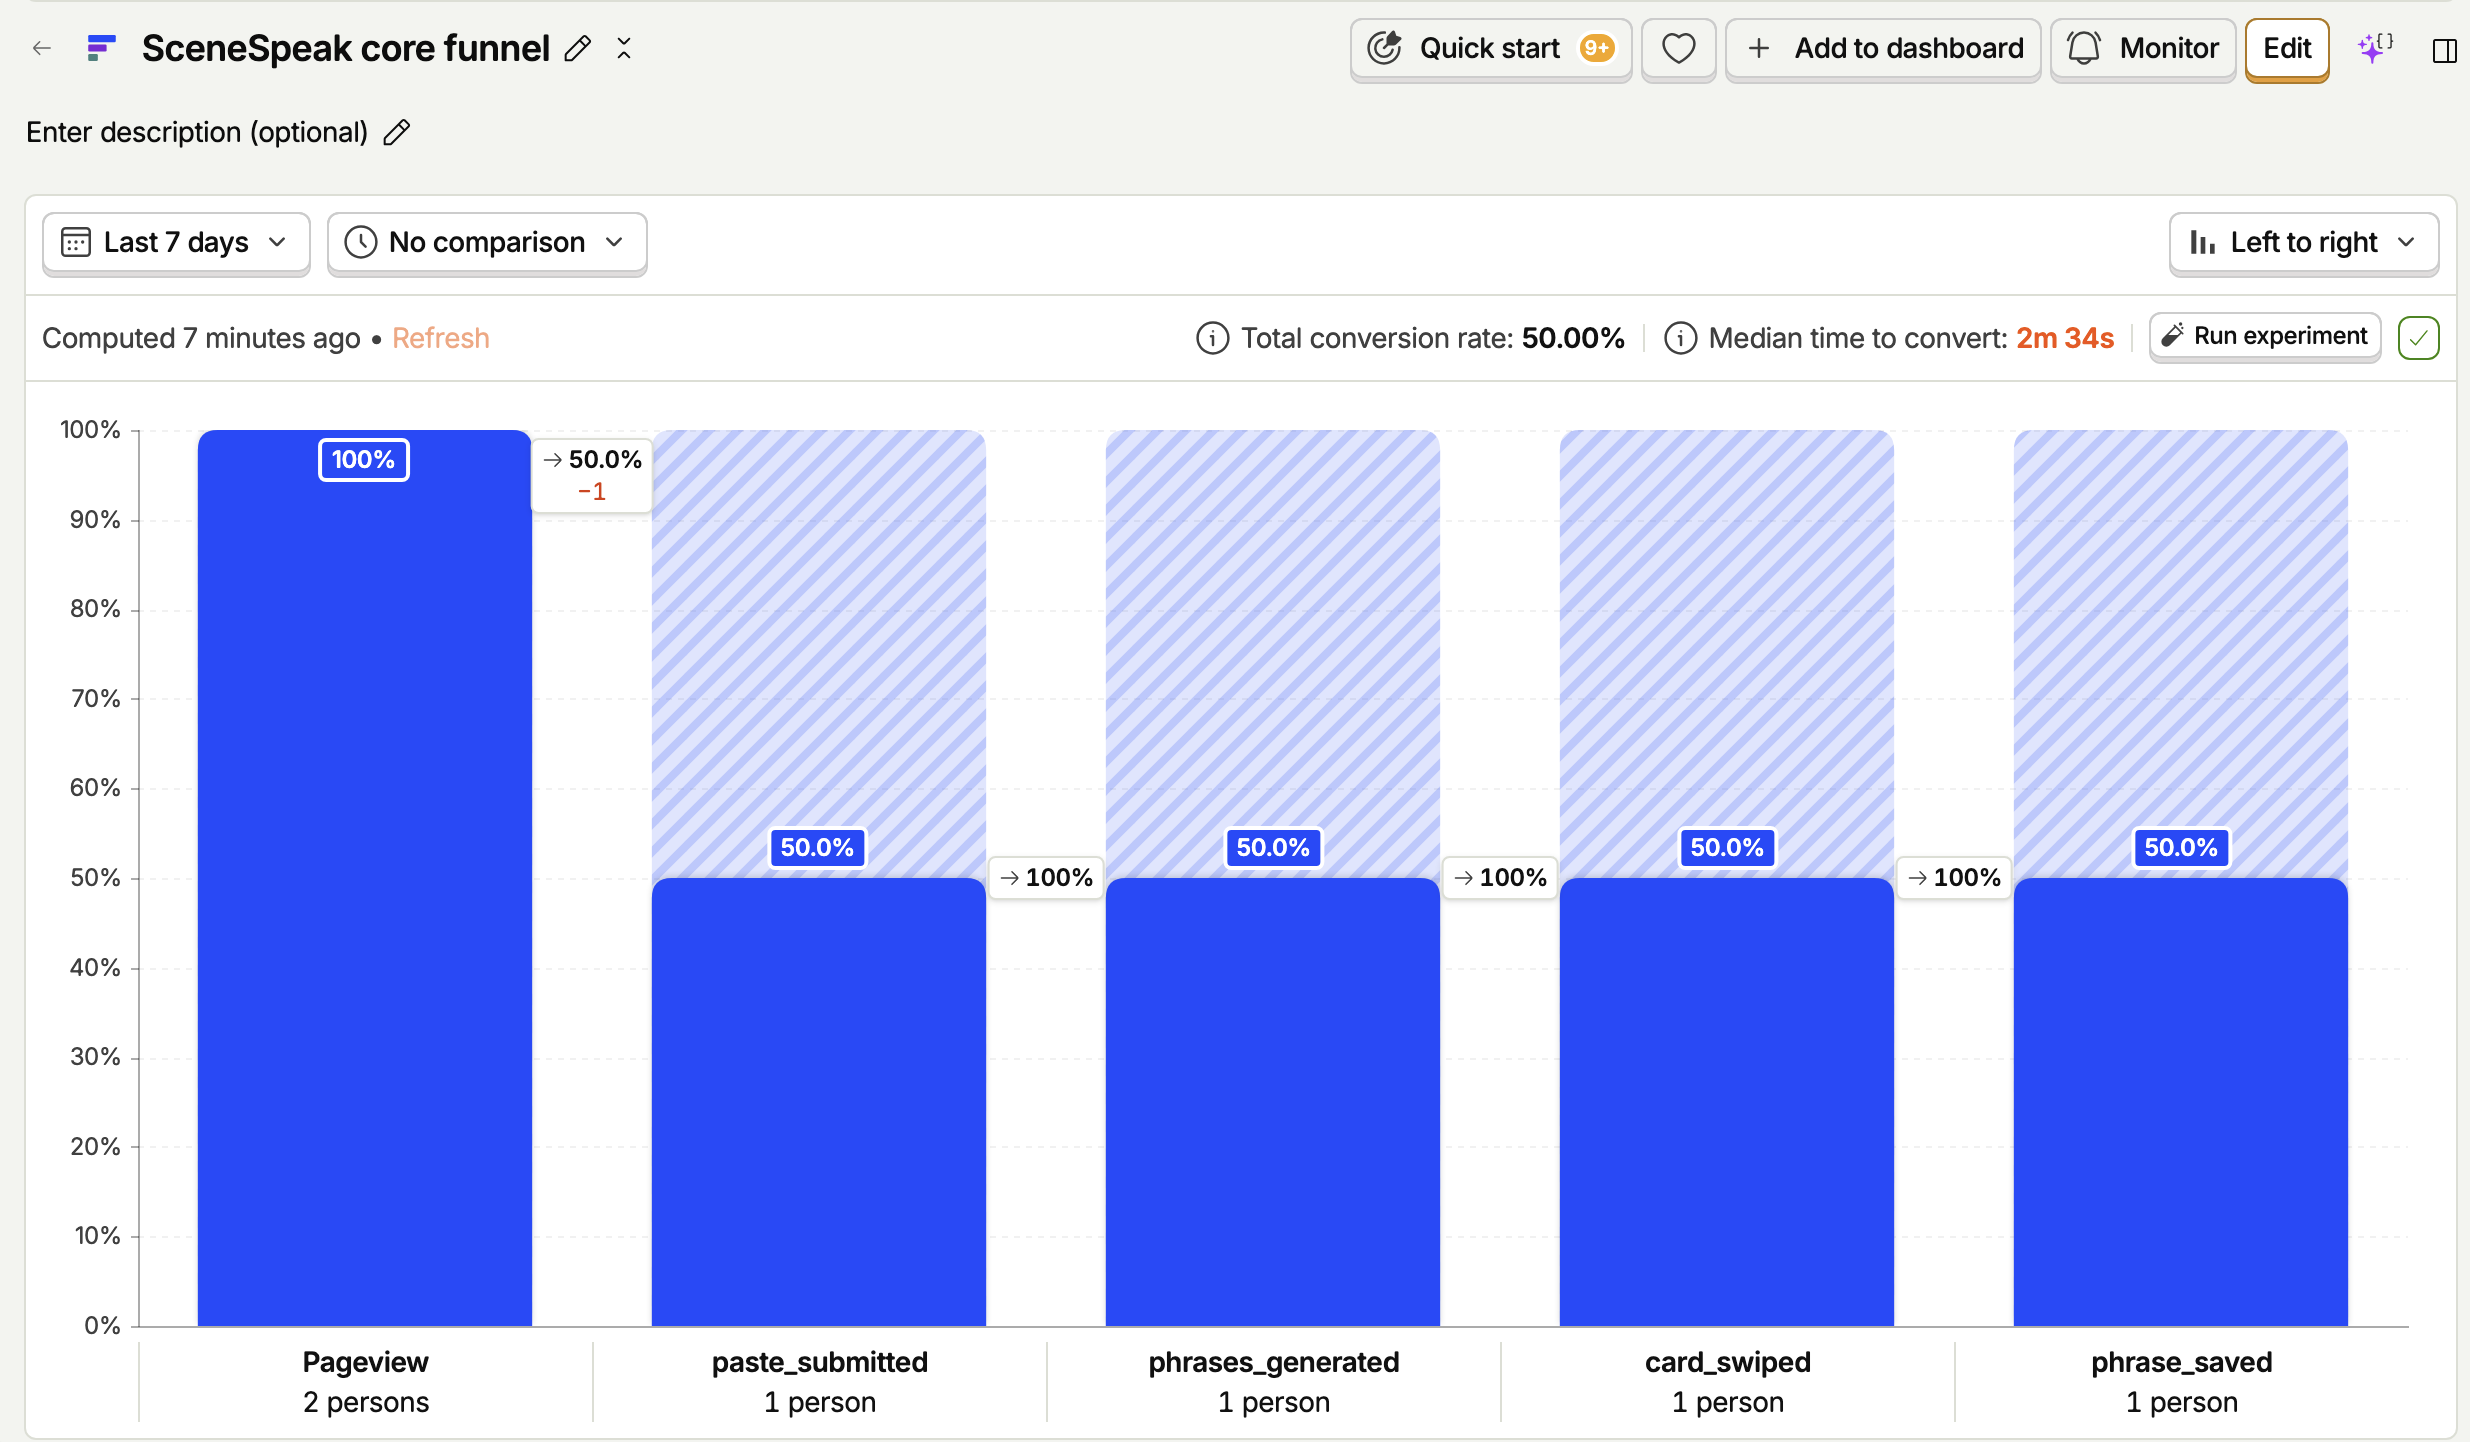 SceneSpeak core funnel
Quick start 9+
Add to dashboard
Monitor
Edit
Enter description (optional)
Last 7 days
No comparison
Left to right
Computed 7 minutes ago • Refresh
Total conversion rate: 50.00%
Median time to convert: 2m 34s
Run experiment
100%
90%
80%
70%
60%
50%
40%
30%
20%
10%
0%
100%
→ 50.0%
−1
50.0%
→ 100%
50.0%
→ 100%
50.0%
→ 100%
50.0%
Pageview
2 persons
paste_submitted
1 person
phrases_generated
1 person
card_swiped
1 person
phrase_saved
1 person